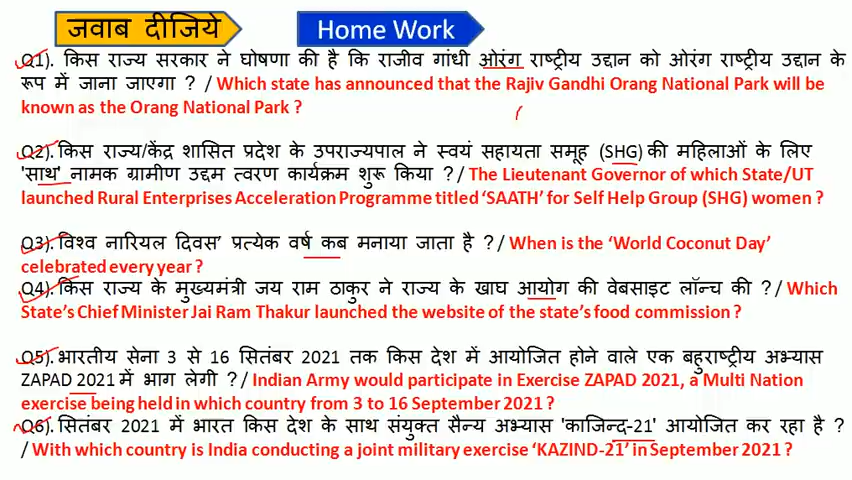 जवाब दीजिये
Home Work
Q1). किस राज्य सरकार ने घोषणा की है कि राजीव गांधी ओरंग राष्ट्रीय उद्दान को ओरंग राष्ट्रीय उद्दान के
रूप में जाना जाएगा ? / Which state has announced that the Rajiv Gandhi Orang National Park will be
known as the Orang National Park ?
Q2). किस राज्य/केंद्र शासित प्रदेश के उपराज्यपाल ने स्वयं सहायता समूह (SHG) की महिलाओं के लिए
'साथ' नामक ग्रामीण उद्दम त्वरण कार्यक्रम शुरू किया ? / The Lieutenant Governor of which State/UT
launched Rural Enterprises Acceleration Programme titled ‘SAATH’ for Self Help Group (SHG) women ?
Q3). विश्व नारियल दिवस’ प्रत्येक वर्ष कब मनाया जाता है ? / When is the ‘World Coconut Day’
celebrated every year ?
Q4). किस राज्य के मुख्यमंत्री जय राम ठाकुर ने राज्य के खाघ आयोग की वेबसाइट लॉन्च की ? / Which
State’s Chief Minister Jai Ram Thakur launched the website of the state’s food commission ?
Q5). भारतीय सेना 3 से 16 सितंबर 2021 तक किस देश में आयोजित होने वाले एक बहुराष्ट्रीय अभ्यास
ZAPAD 2021 में भाग लेगी ? / Indian Army would participate in Exercise ZAPAD 2021, a Multi Nation
exercise being held in which country from 3 to 16 September 2021 ?
Q6). सितंबर 2021 में भारत किस देश के साथ संयुक्त सैन्य अभ्यास 'काजिन्द-21' आयोजित कर रहा है ?
/ With which country is India conducting a joint military exercise ‘KAZIND-21’ in September 2021 ?